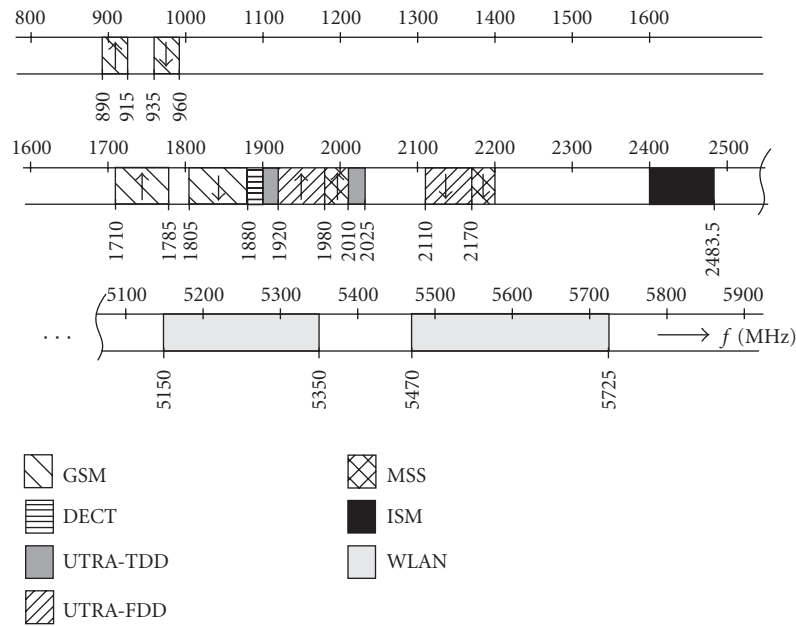 800 900 1000 1100 1200 1300 1400 1500 1600
890 915 935 960
1600 1700 1800 1900 2000 2100 2200 2300 2400 2500
1710 1785 1805 1880 1920 1980 2010 2025 2110 2170 2483.5
5100 5200 5300 5400 5500 5600 5700 5800 5900
. . .
f (MHz)
5150 5350 5470 5725
GSM
DECT
UTRA-TDD
UTRA-FDD
MSS
ISM
WLAN